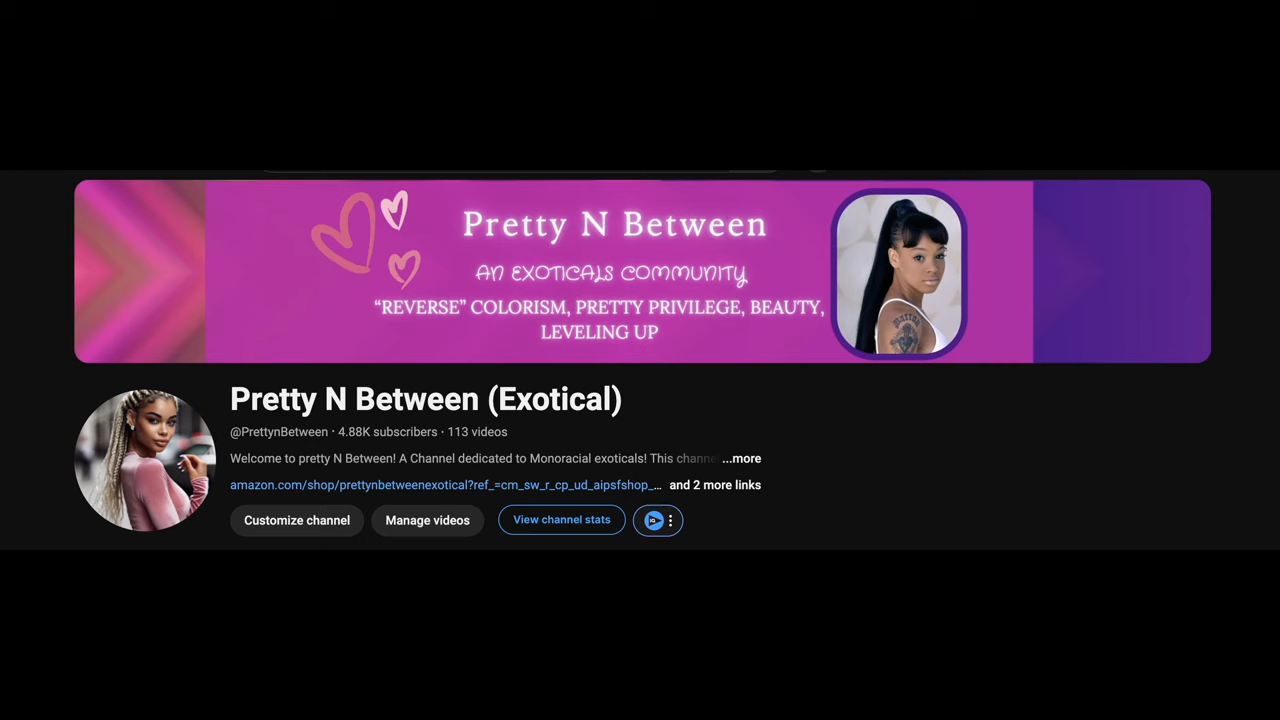 Pretty N Between
AN EXOTICALS COMMUNITY
“REVERSE” COLORISM, PRETTY PRIVILEGE, BEAUTY,
LEVELING UP
Pretty N Between (Exotical)
@PrettynBetween · 4.88K subscribers · 113 videos
Welcome to pretty N Between! A Channel dedicated to Monoracial exoticals! This channe ...more
amazon.com/shop/prettynbetweenexotical?ref_=cm_sw_r_cp_ud_aipsfshop_… and 2 more links
Customize channel Manage videos View channel stats IQ